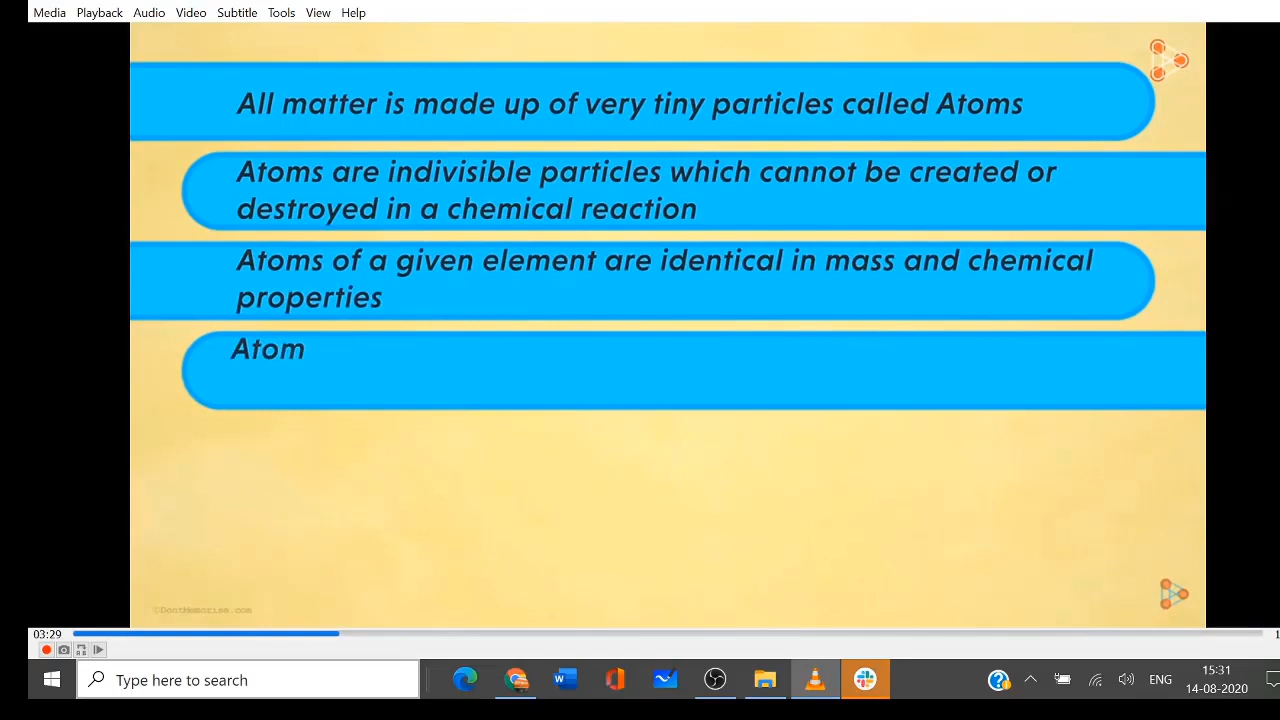 Media Playback Audio Video Subtitle Tools View Help
All matter is made up of very tiny particles called Atoms
Atoms are indivisible particles which cannot be created or
destroyed in a chemical reaction
Atoms of a given element are identical in mass and chemical
properties
Atom
©DontMemorise.com
03:29
Type here to search
ENG
15:31
14-08-2020